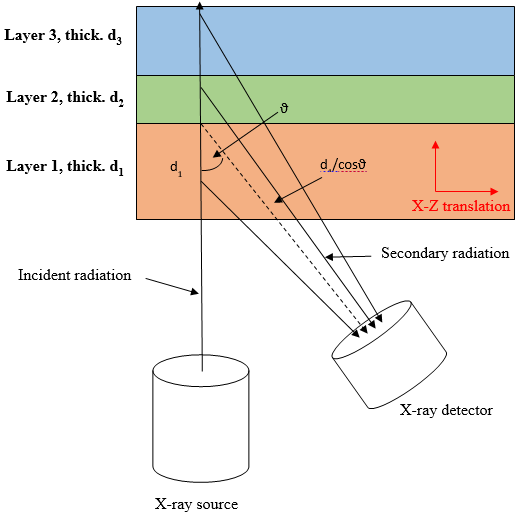 Layer 3, thick. d3
Layer 2, thick. d2
ϑ
Layer 1, thick. d1
d1
d1/cosϑ
X-Z translation
Secondary radiation
Incident radiation
X-ray detector
X-ray source